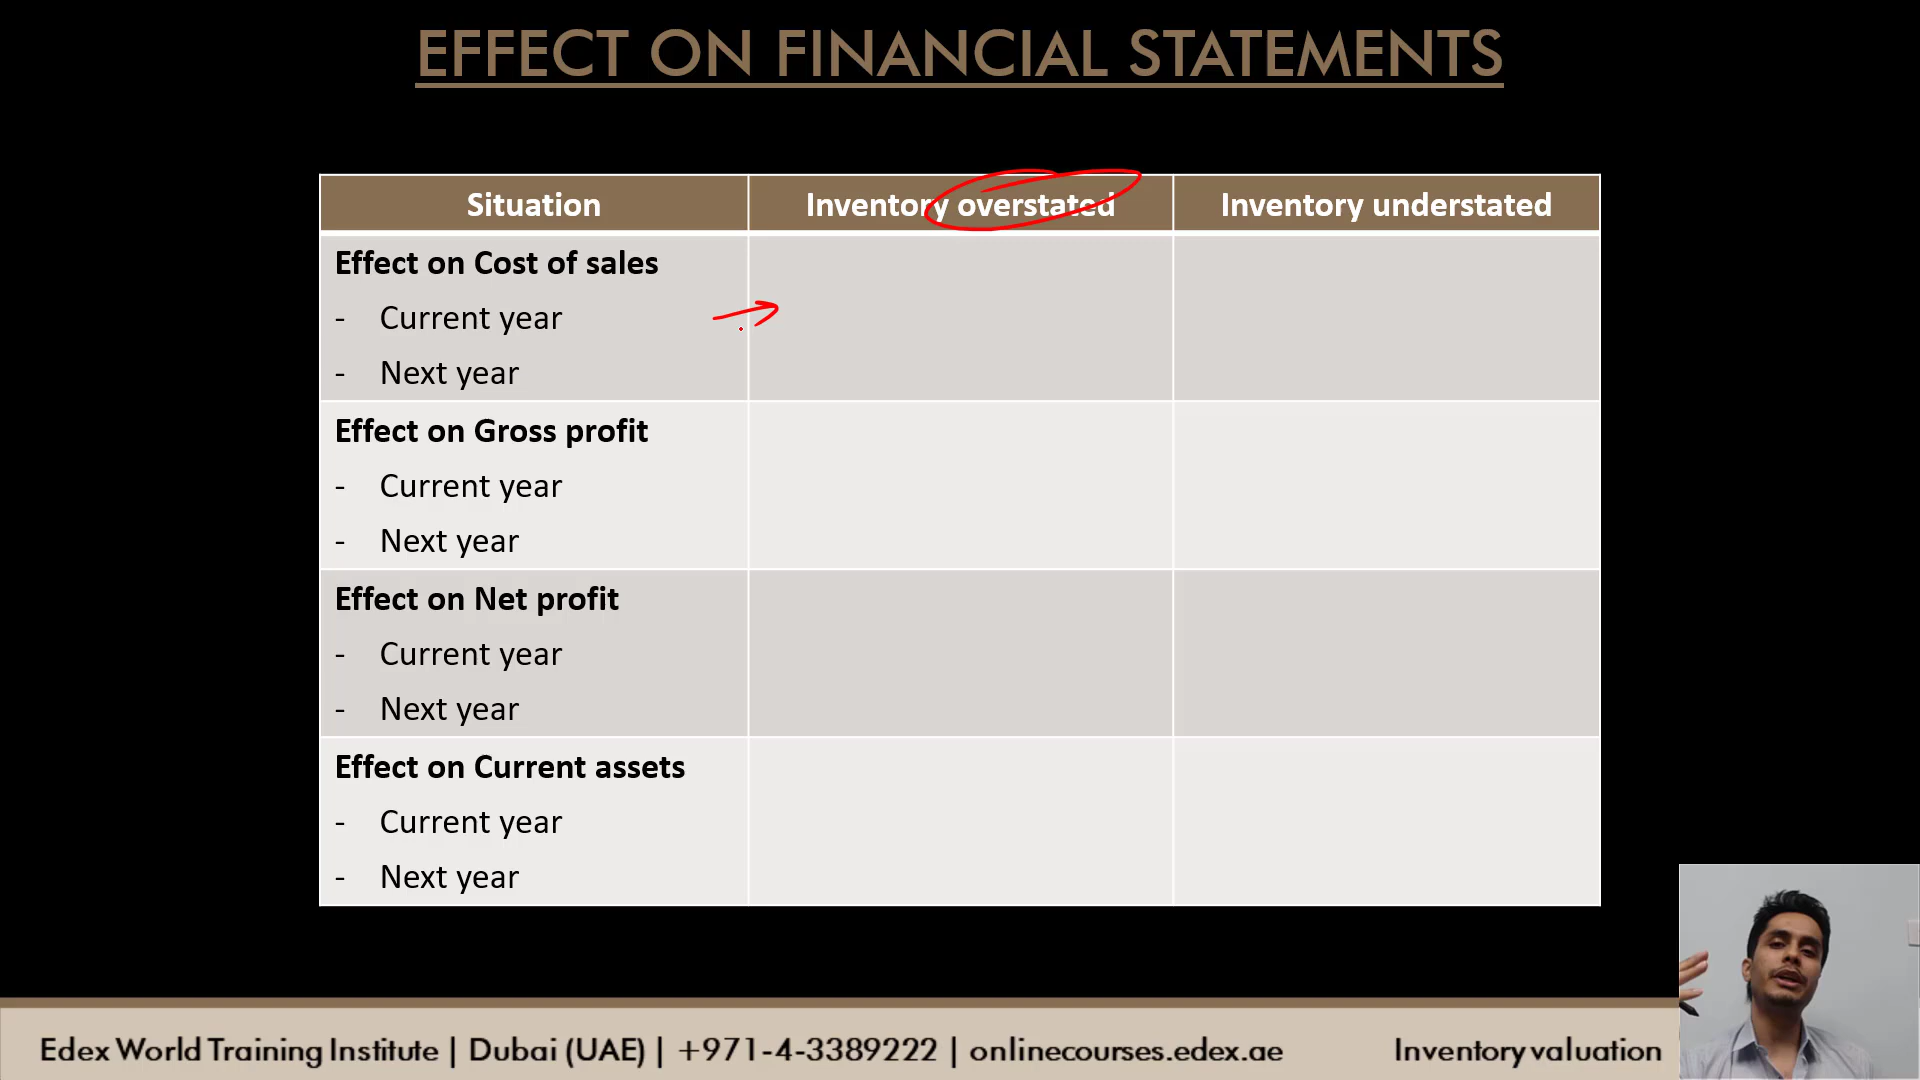 EFFECT ON FINANCIAL STATEMENTS
Situation Inventory overstated Inventory understated
Effect on Cost of sales
- Current year
- Next year
Effect on Gross profit
- Current year
- Next year
Effect on Net profit
- Current year
- Next year
Effect on Current assets
- Current year
- Next year
Edex World Training Institute | Dubai (UAE) | +971-4-3389222 | onlinecourses.edex.ae Inventory valuation